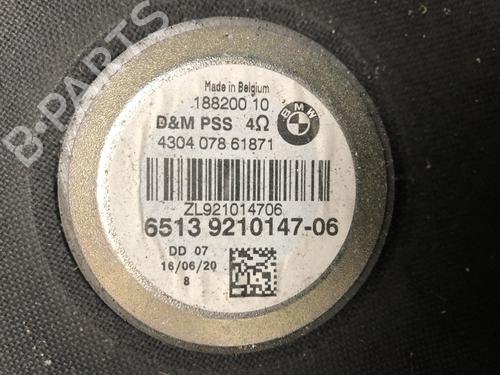 B-PARTS
Made in Belgium
188200 10
D&M PSS 4Ω
BMW
4304 078 61871
ZL921014706
6513 9210147-06
DD 07
16/06/20
8